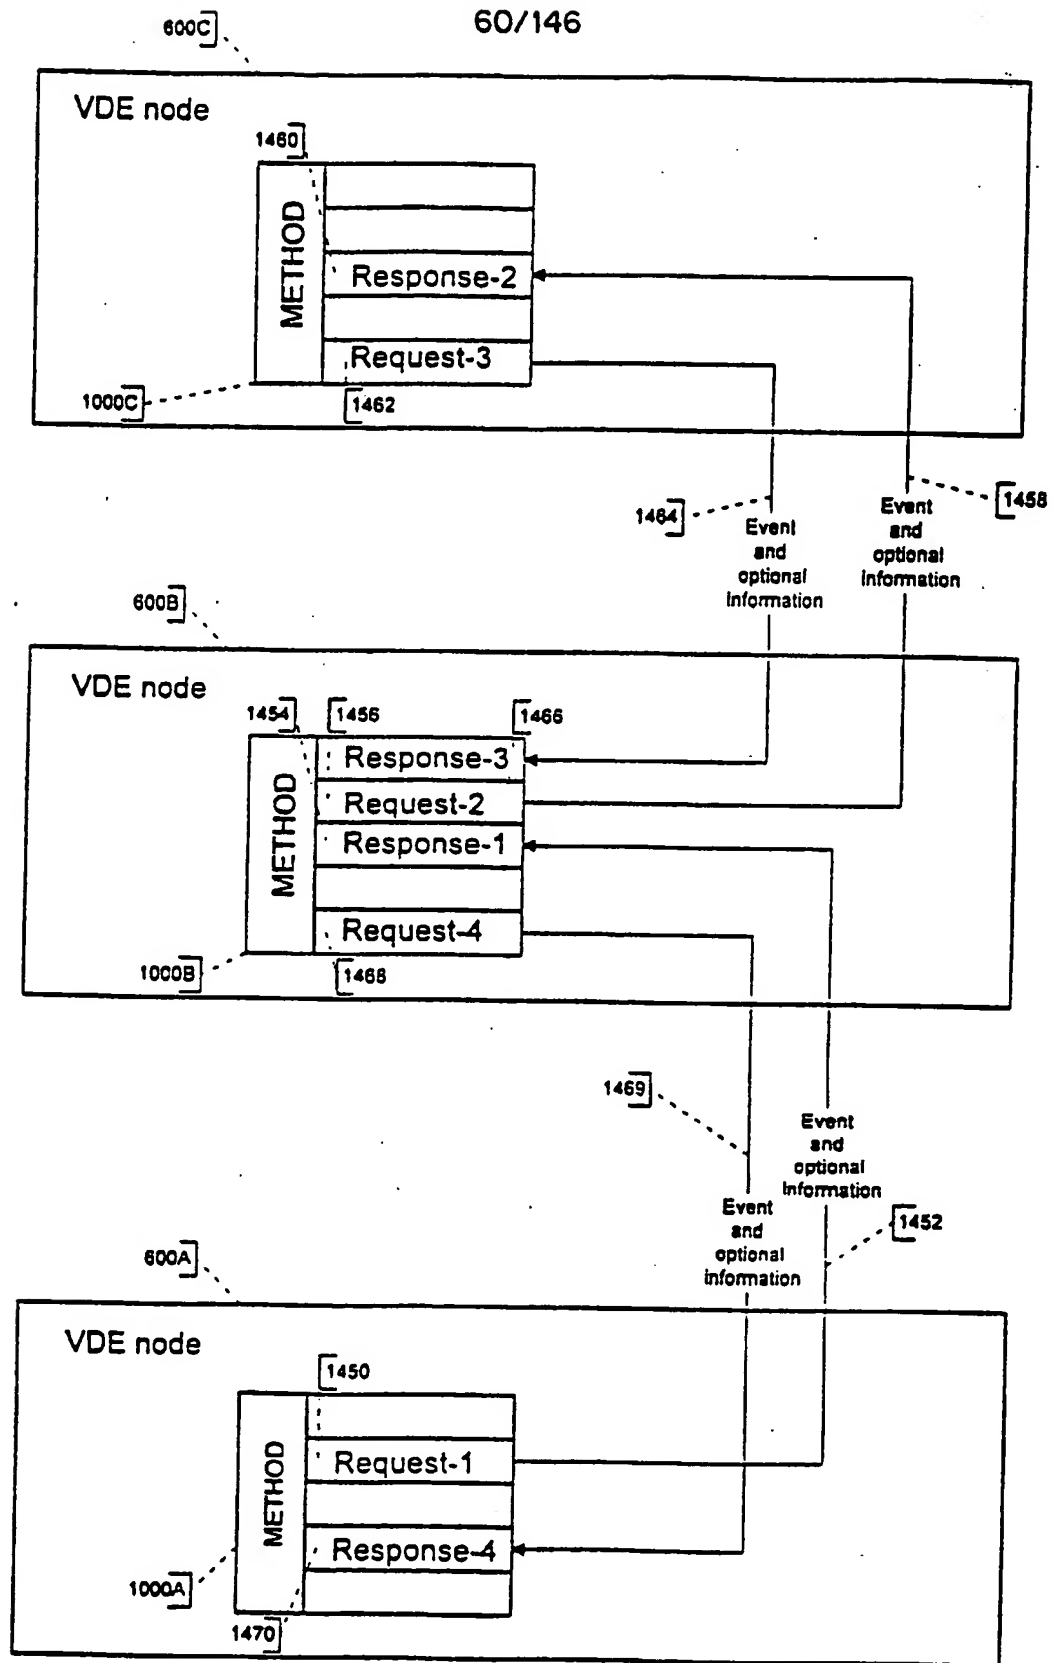 60/146
600C
VDE node
1460
METHOD
Response-2
Request-3
1000C
1462
1464
Event
and
optional
information
Event
and
optional
information
1458
600B
VDE node
1454
1456
1466
METHOD
Response-3
Request-2
Response-1
Request-4
1000B
1468
1469
Event
and
optional
information
Event
and
optional
information
1452
600A
VDE node
1450
METHOD
Request-1
Response-4
1000A
1470